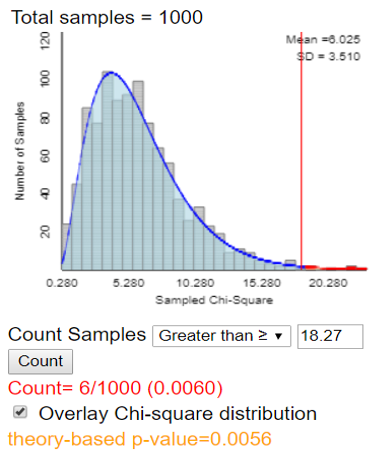 Total samples = 1000
Mean =6.025
SD = 3.510
120
100
80
60
40
20
Number of Samples
0.280 5.280 10.280 15.280 20.280
Sampled Chi-Square
Count Samples Greater than ≥ ▾ 18.27
Count
Count= 6/1000 (0.0060)
Overlay Chi-square distribution
theory-based p-value=0.0056